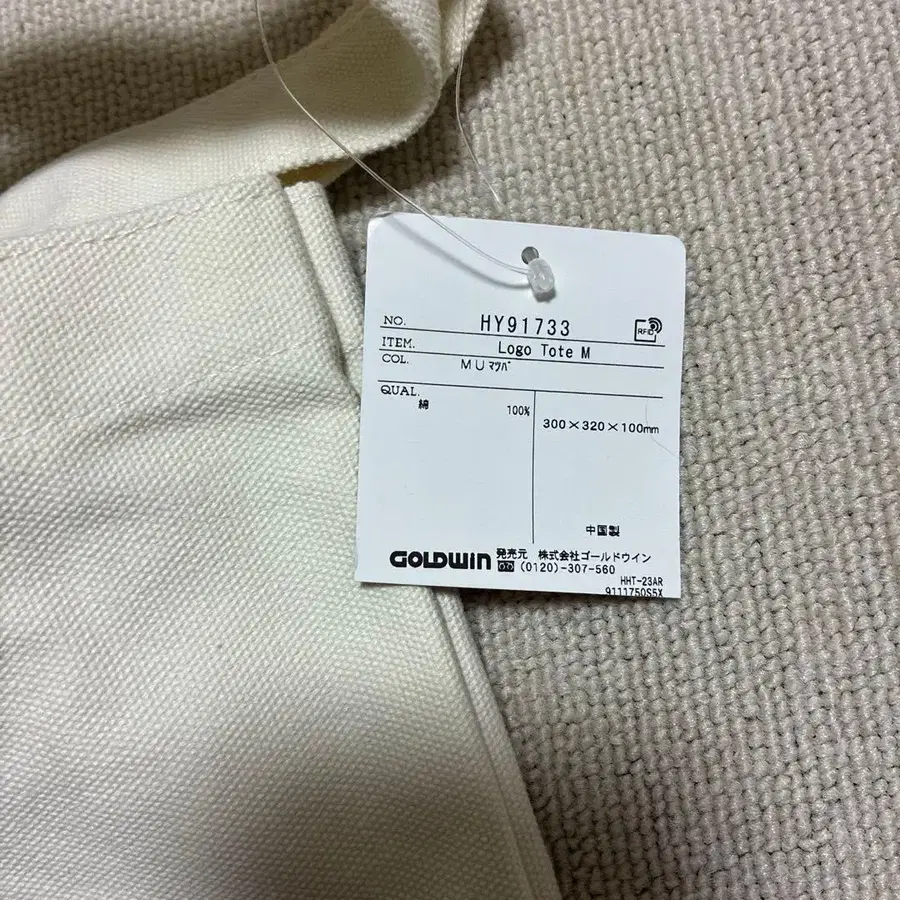 NO. HY91733
RFID
ITEM. Logo Tote M
COL. MU ﾏﾂﾊﾞ
QUAL.
綿 100%
300×320×100mm
中国製
GOLDWIN 発売元 株式会社ゴールドウイン
(0120)-307-560
HHT-23AR
9111750S5X